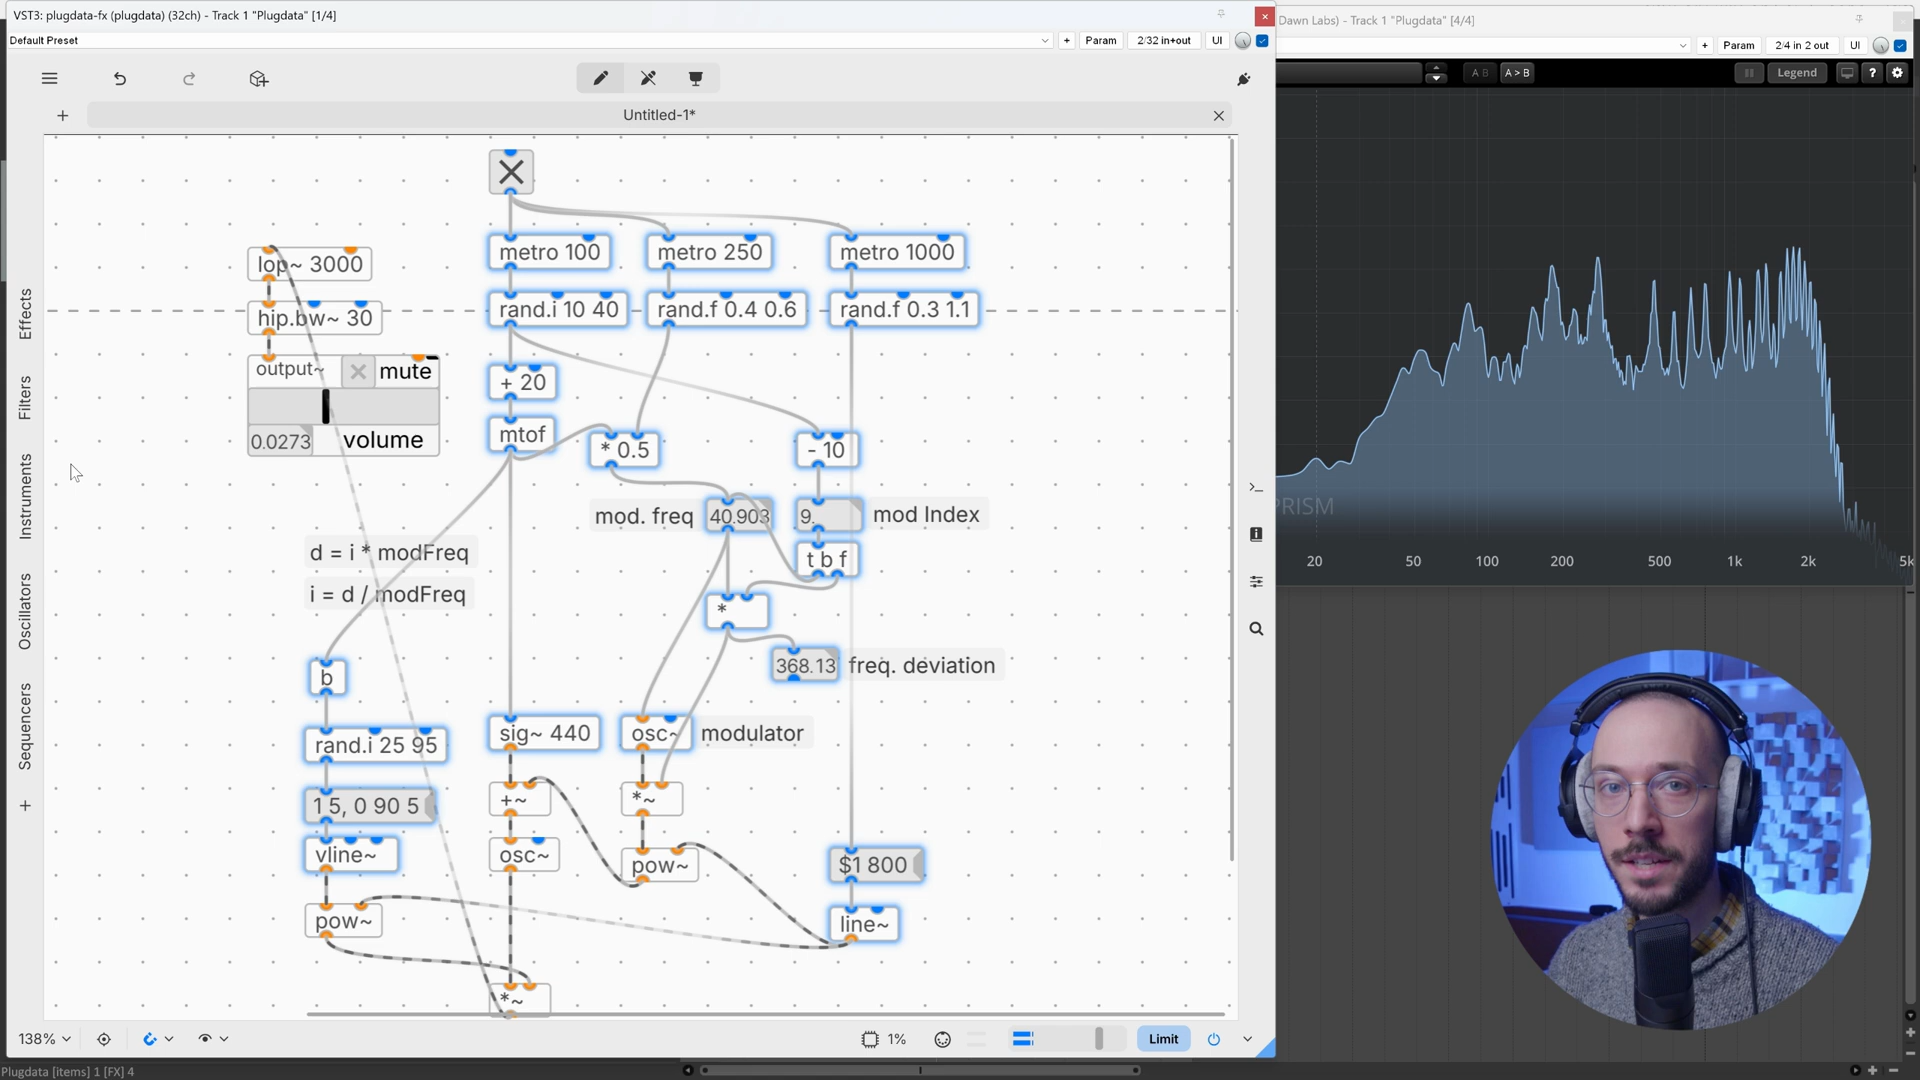 VST3: plugdata-fx (plugdata) (32ch) - Track 1 "Plugdata" [1/4]
Dawn Labs) - Track 1 "Plugdata" [4/4]
Default Preset
+
Param
2/32 in+out
UI
+
Param
2/4 in 2 out
UI
A B
A > B
Legend
?
Untitled-1*
metro 100
metro 250
metro 1000
lop~ 3000
hip.bw~ 30
rand.i 10 40
rand.f 0.4 0.6
rand.f 0.3 1.1
output~
mute
0.0273
volume
+ 20
mtof
* 0.5
- 10
mod. freq
40.903
9.
mod Index
t b f
d = i * modFreq
i = d / modFreq
*
368.13
freq. deviation
b
rand.i 25 95
sig~ 440
osc~
modulator
1 5, 0 90 5
+~
*~
vline~
osc~
pow~
$1 800
pow~
line~
*~
Effects
Filters
Instruments
Oscillators
Sequencers
+
PRISM
20
50
100
200
500
1k
2k
5k
138%
1%
Limit
Plugdata [items] 1 [FX] 4